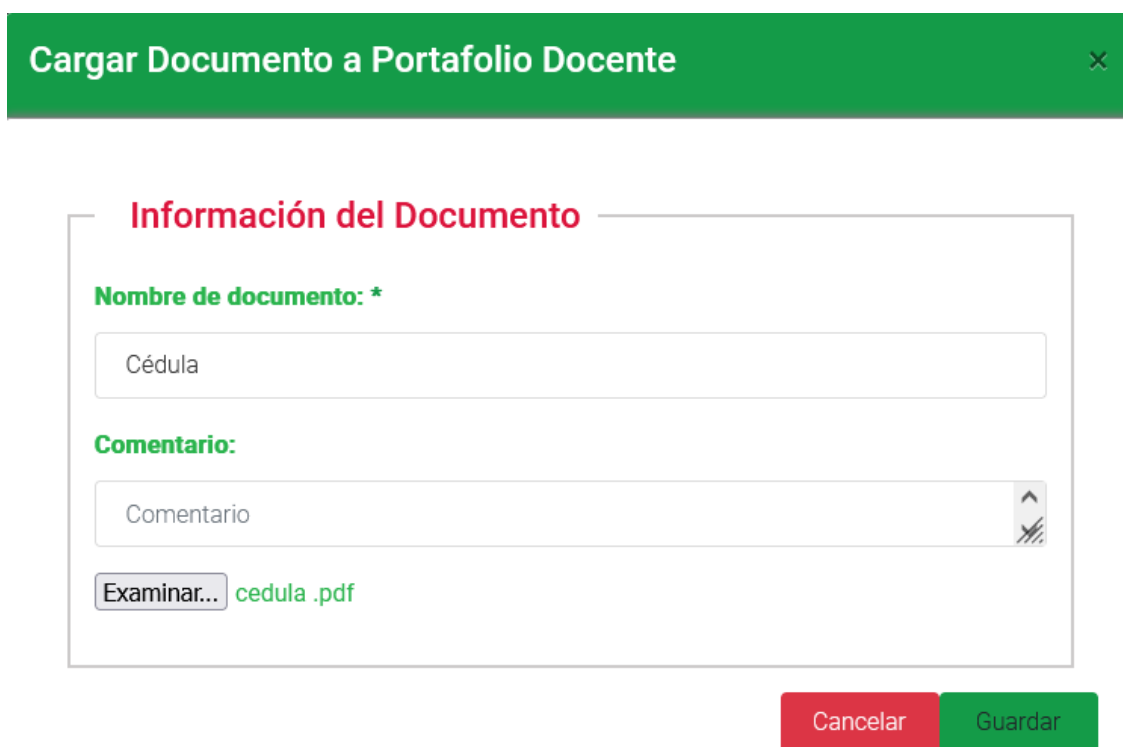 Cargar Documento a Portafolio Docente ×
Información del Documento
Nombre de documento: *
Cédula
Comentario:
Comentario
Examinar... cedula .pdf
Cancelar Guardar